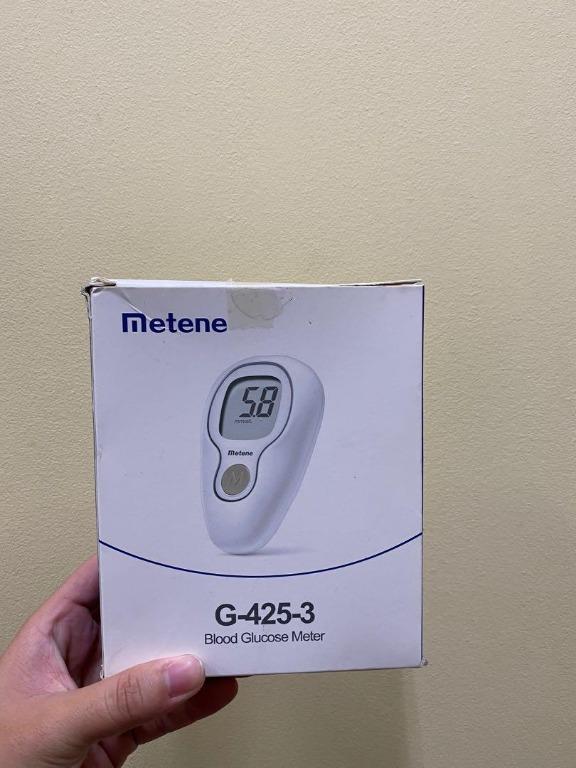 metene
5.8
mmol/L
metene
M
G-425-3
Blood Glucose Meter